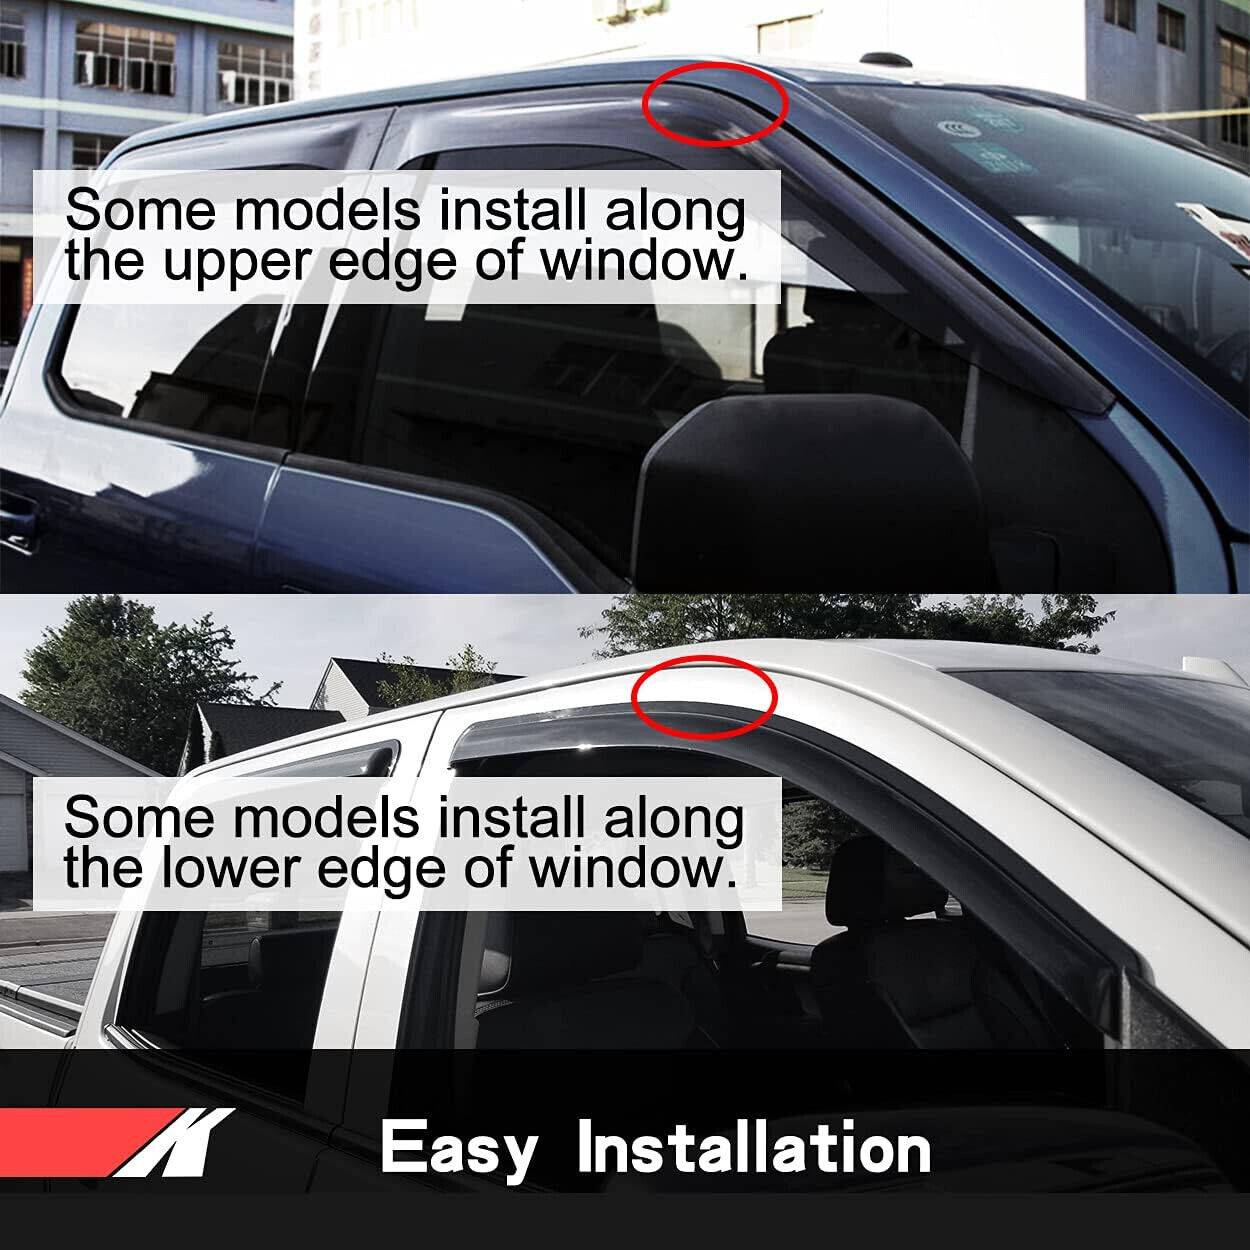 Some models install along
the upper edge of window.
Some models install along
the lower edge of window.
Easy Installation